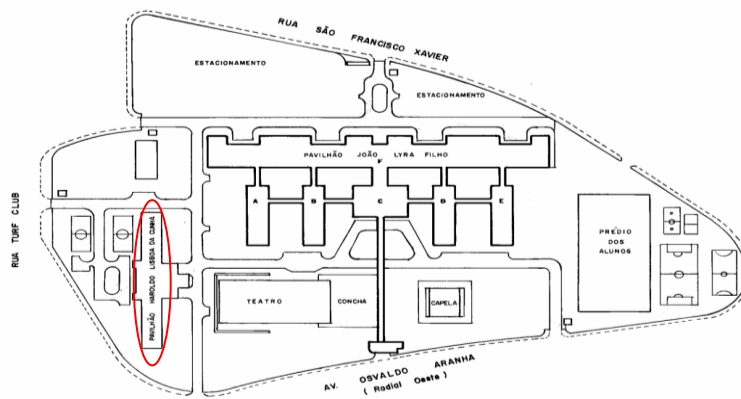 RUA SÃO FRANCISCO XAVIER
ESTACIONAMENTO
ESTACIONAMENTO
PAVILHÃO JOÃO LYRA FILHO
F
A B C D E
RUA TURF CLUB
PAVILHÃO HAROLDO LISBOA DA CUNHA
PRÉDIO
DOS
ALUNOS
TEATRO
CONCHA
CAPELA
AV. OSVALDO ARANHA
( Radial Oeste )